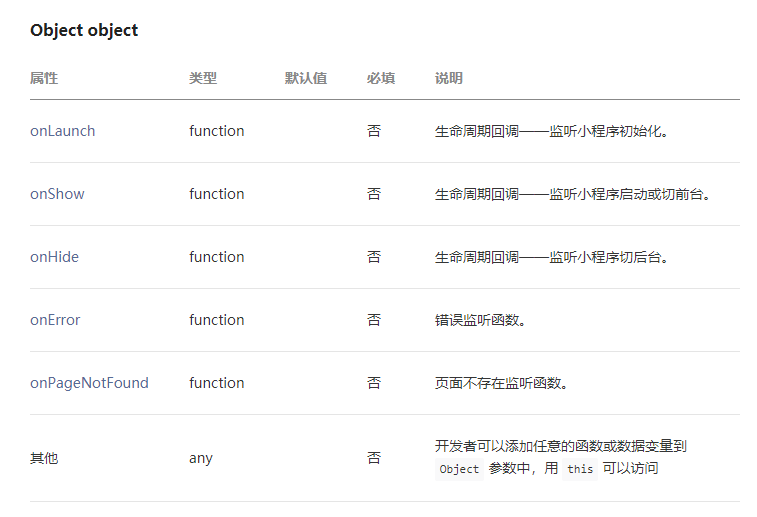 Object object
属性 类型 默认值 必填 说明
onLaunch function 否 生命周期回调——监听小程序初始化。
onShow function 否 生命周期回调——监听小程序启动或切前台。
onHide function 否 生命周期回调——监听小程序切后台。
onError function 否 错误监听函数。
onPageNotFound function 否 页面不存在监听函数。
其他 any 否 开发者可以添加任意的函数或数据变量到
Object 参数中，用 this 可以访问